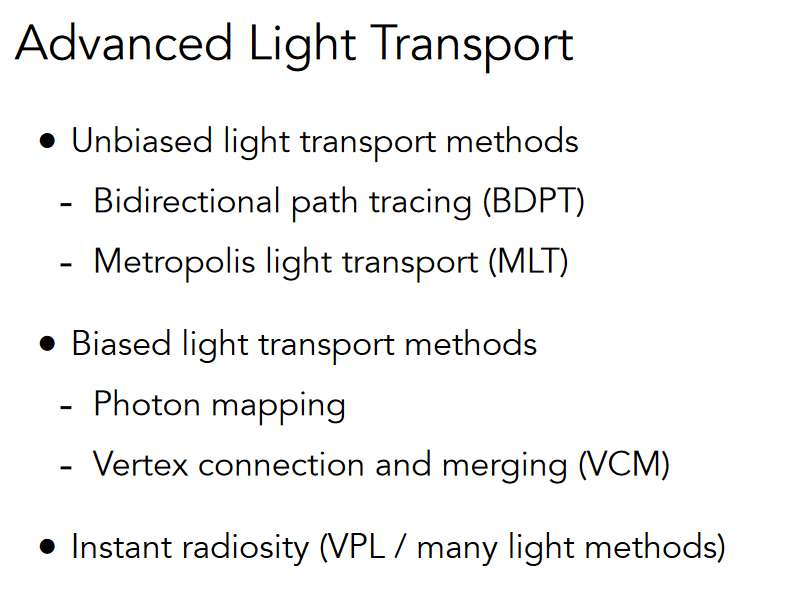 Advanced Light Transport
● Unbiased light transport methods
- Bidirectional path tracing (BDPT)
- Metropolis light transport (MLT)
● Biased light transport methods
- Photon mapping
- Vertex connection and merging (VCM)
● Instant radiosity (VPL / many light methods)